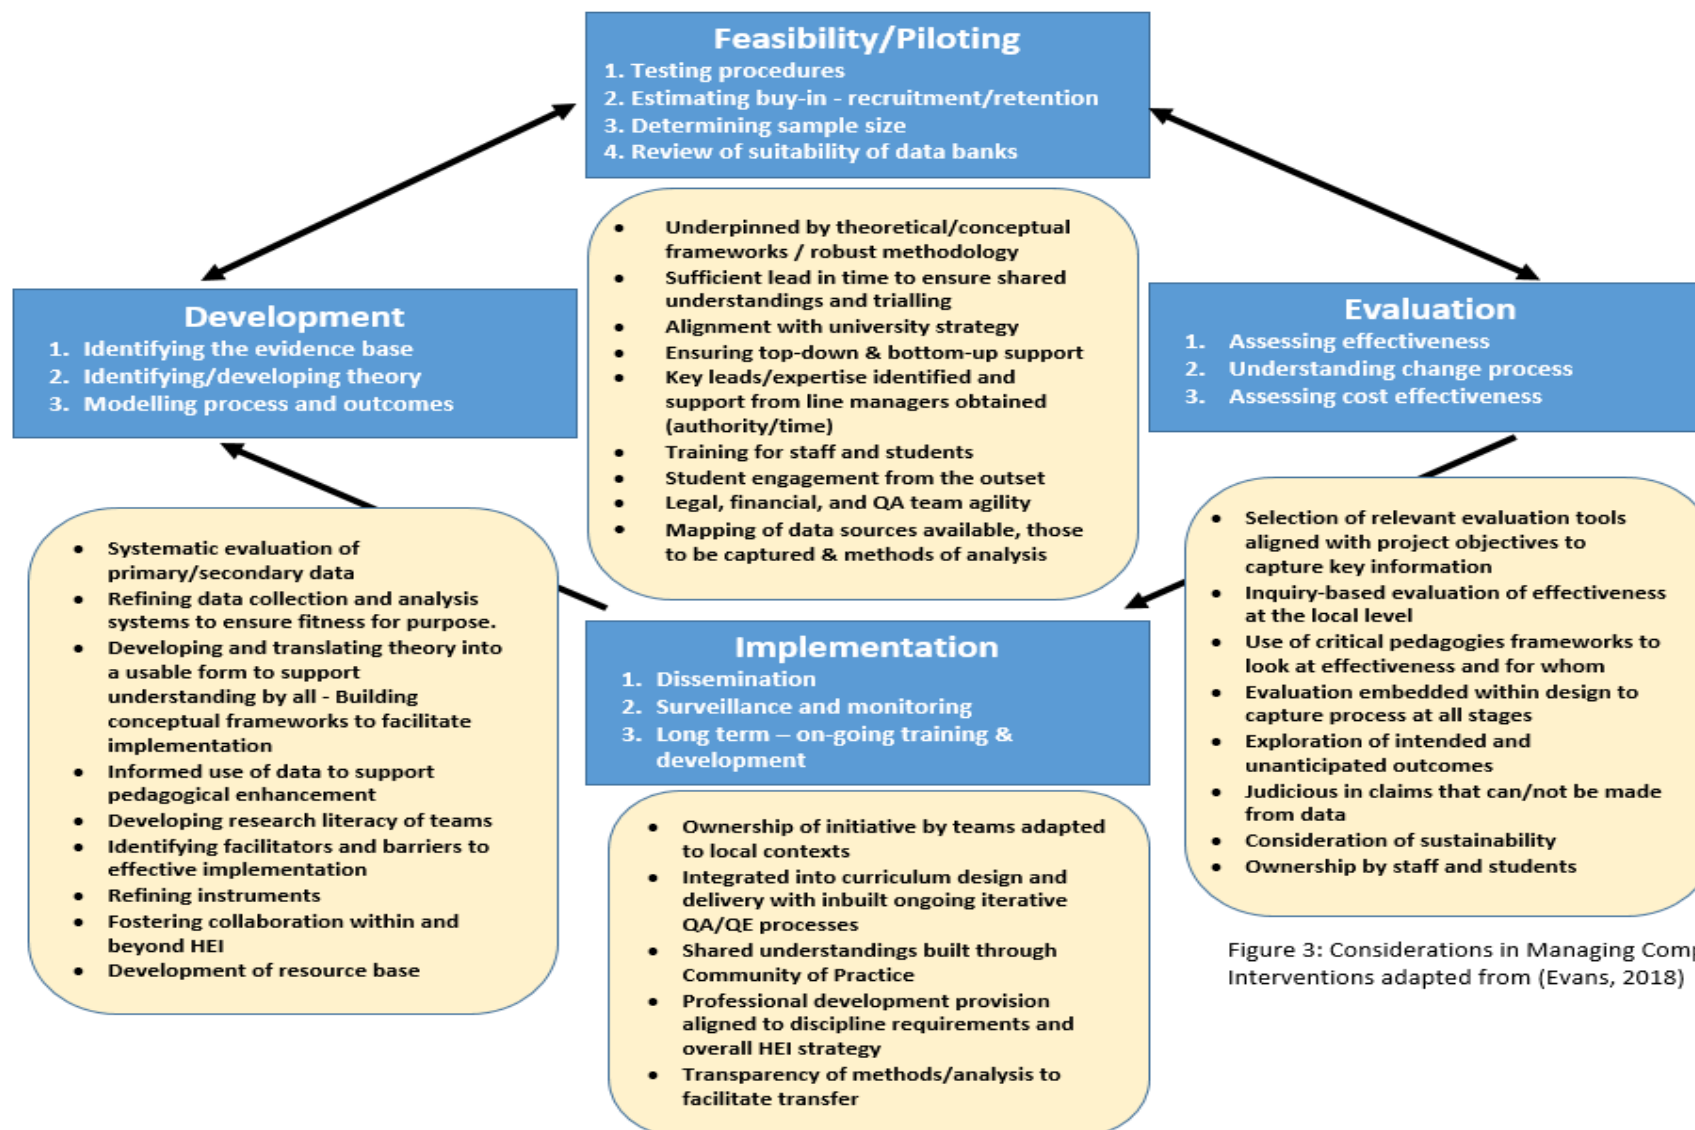 Feasibility/Piloting
1. Testing procedures
2. Estimating buy-in - recruitment/retention
3. Determining sample size
4. Review of suitability of data banks
• Underpinned by theoretical/conceptual
frameworks / robust methodology
• Sufficient lead in time to ensure shared
understandings and trialling
• Alignment with university strategy
• Ensuring top-down & bottom-up support
• Key leads/expertise identified and
support from line managers obtained
(authority/time)
• Training for staff and students
• Student engagement from the outset
• Legal, financial, and QA team agility
• Mapping of data sources available, those
to be captured & methods of analysis
Development
1. Identifying the evidence base
2. Identifying/developing theory
3. Modelling process and outcomes
• Systematic evaluation of
primary/secondary data
• Refining data collection and analysis
systems to ensure fitness for purpose.
• Developing and translating theory into
a usable form to support
understanding by all - Building
conceptual frameworks to facilitate
implementation
• Informed use of data to support
pedagogical enhancement
• Developing research literacy of teams
• Identifying facilitators and barriers to
effective implementation
• Refining instruments
• Fostering collaboration within and
beyond HEI
• Development of resource base
Evaluation
1. Assessing effectiveness
2. Understanding change process
3. Assessing cost effectiveness
• Selection of relevant evaluation tools
aligned with project objectives to
capture key information
• Inquiry-based evaluation of effectiveness
at the local level
• Use of critical pedagogies frameworks to
look at effectiveness and for whom
• Evaluation embedded within design to
capture process at all stages
• Exploration of intended and
unanticipated outcomes
• Judicious in claims that can/not be made
from data
• Consideration of sustainability
• Ownership by staff and students
Implementation
1. Dissemination
2. Surveillance and monitoring
3. Long term – on-going training &
development
• Ownership of initiative by teams adapted
to local contexts
• Integrated into curriculum design and
delivery with inbuilt ongoing iterative
QA/QE processes
• Shared understandings built through
Community of Practice
• Professional development provision
aligned to discipline requirements and
overall HEI strategy
• Transparency of methods/analysis to
facilitate transfer
Figure 3: Considerations in Managing
Interventions adapted from (Evans, 2018)